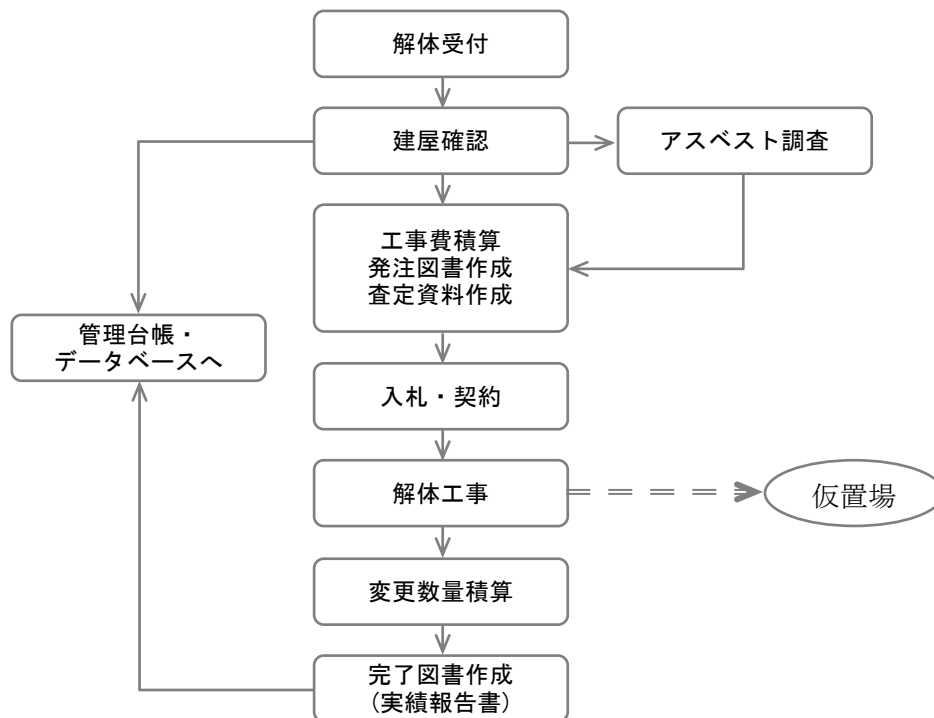 解体受付
建屋確認
アスベスト調査
工事費積算
発注図書作成
査定資料作成
管理台帳・
データベースへ
入札・契約
解体工事
仮置場
変更数量積算
完了図書作成
(実績報告書)